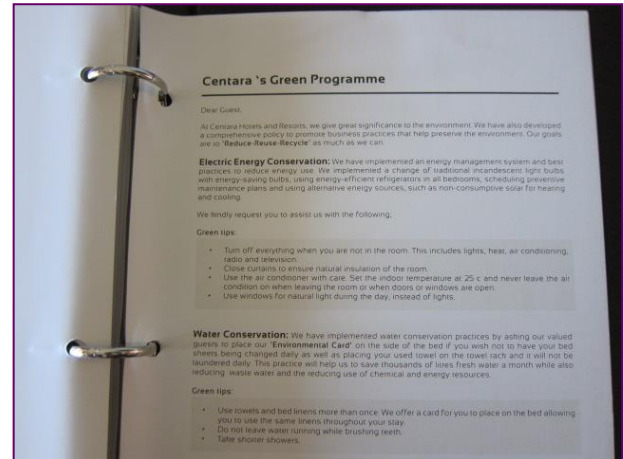 Centara 's Green Programme
Dear Guest,
At Centara Hotels and Resorts, we give great significance to the environment. We have also developed
a comprehensive policy to promote business practices that help preserve the environment. Our goals
are to "Reduce-Reuse-Recycle" as much as we can.
Electric Energy Conservation: We have implemented an energy management system and best
practices to reduce energy use. We implemented a change of traditional incandescent light bulbs
with energy-saving bulbs, using energy-efficient refrigerators in all bedrooms, scheduling preventive
maintenance plans and using alternative energy sources, such as non-consumptive solar for heating
and cooling.
We kindly request you to assist us with the following,
Green tips:
• Turn off everything when you are not in the room. This includes lights, heat, air conditioning,
radio and television.
• Close curtains to ensure natural insulation of the room.
• Use the air conditioner with care. Set the indoor temperature at 25 c and never leave the air
condition on when leaving the room or when doors or windows are open.
• Use windows for natural light during the day, instead of lights.
Water Conservation: We have implemented water conservation practices by ashing our valued
guests to place our "Environmental Card" on the side of the bed if you wish not to have your bed
sheets being changed daily as well as placing your used towel on the towel rach and it will not be
laundered daily. This practice will help us to save thousands of litres fresh water a month while also
reducing waste water and the reducing use of chemical and energy resources.
Green tips:
• Use towels and bed linens more than once. We offer a card for you to place on the bed allowing
you to use the same linens throughout your stay.
• Do not leave water running while brushing teeth.
• Take shorter showers.